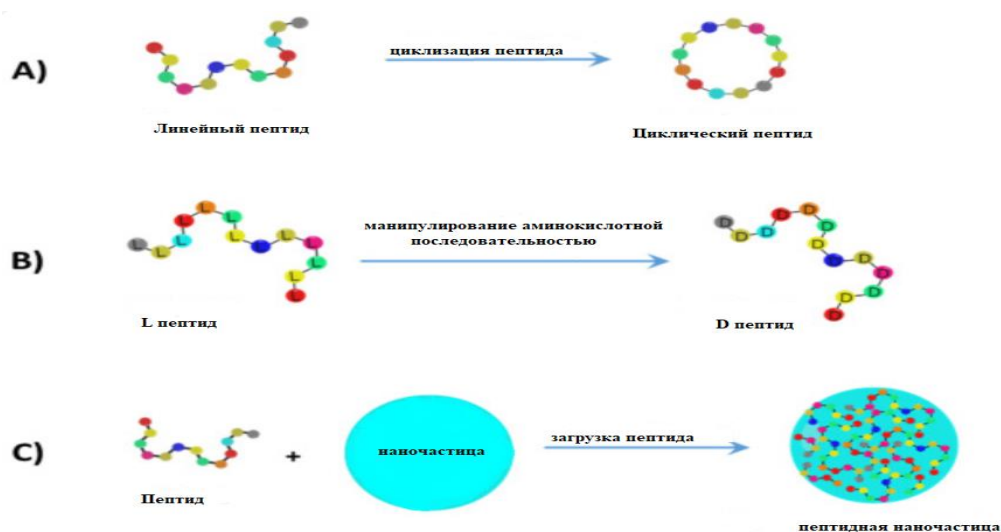 A)
циклизация пептида
Линейный пептид
Циклический пептид
B)
L L L L L L L L L L L L L
манипулирование аминокислотной
последовательностью
D D D D D D D D D D D D D
L пептид
D пептид
C)
+
наночастица
загрузка пептида
Пептид
пептидная наночастица